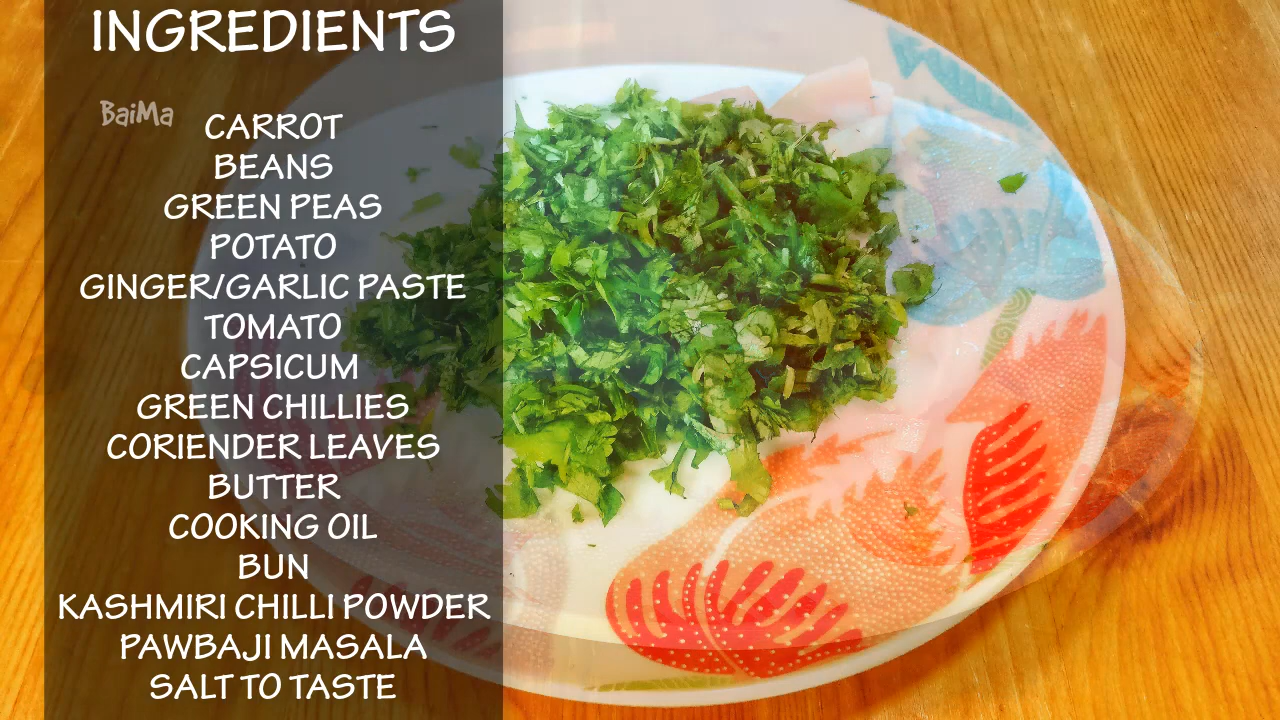 INGREDIENTS
BaiMa
CARROT
BEANS
GREEN PEAS
POTATO
GINGER/GARLIC PASTE
TOMATO
CAPSICUM
GREEN CHILLIES
CORIENDER LEAVES
BUTTER
COOKING OIL
BUN
KASHMIRI CHILLI POWDER
PAWBAJI MASALA
SALT TO TASTE